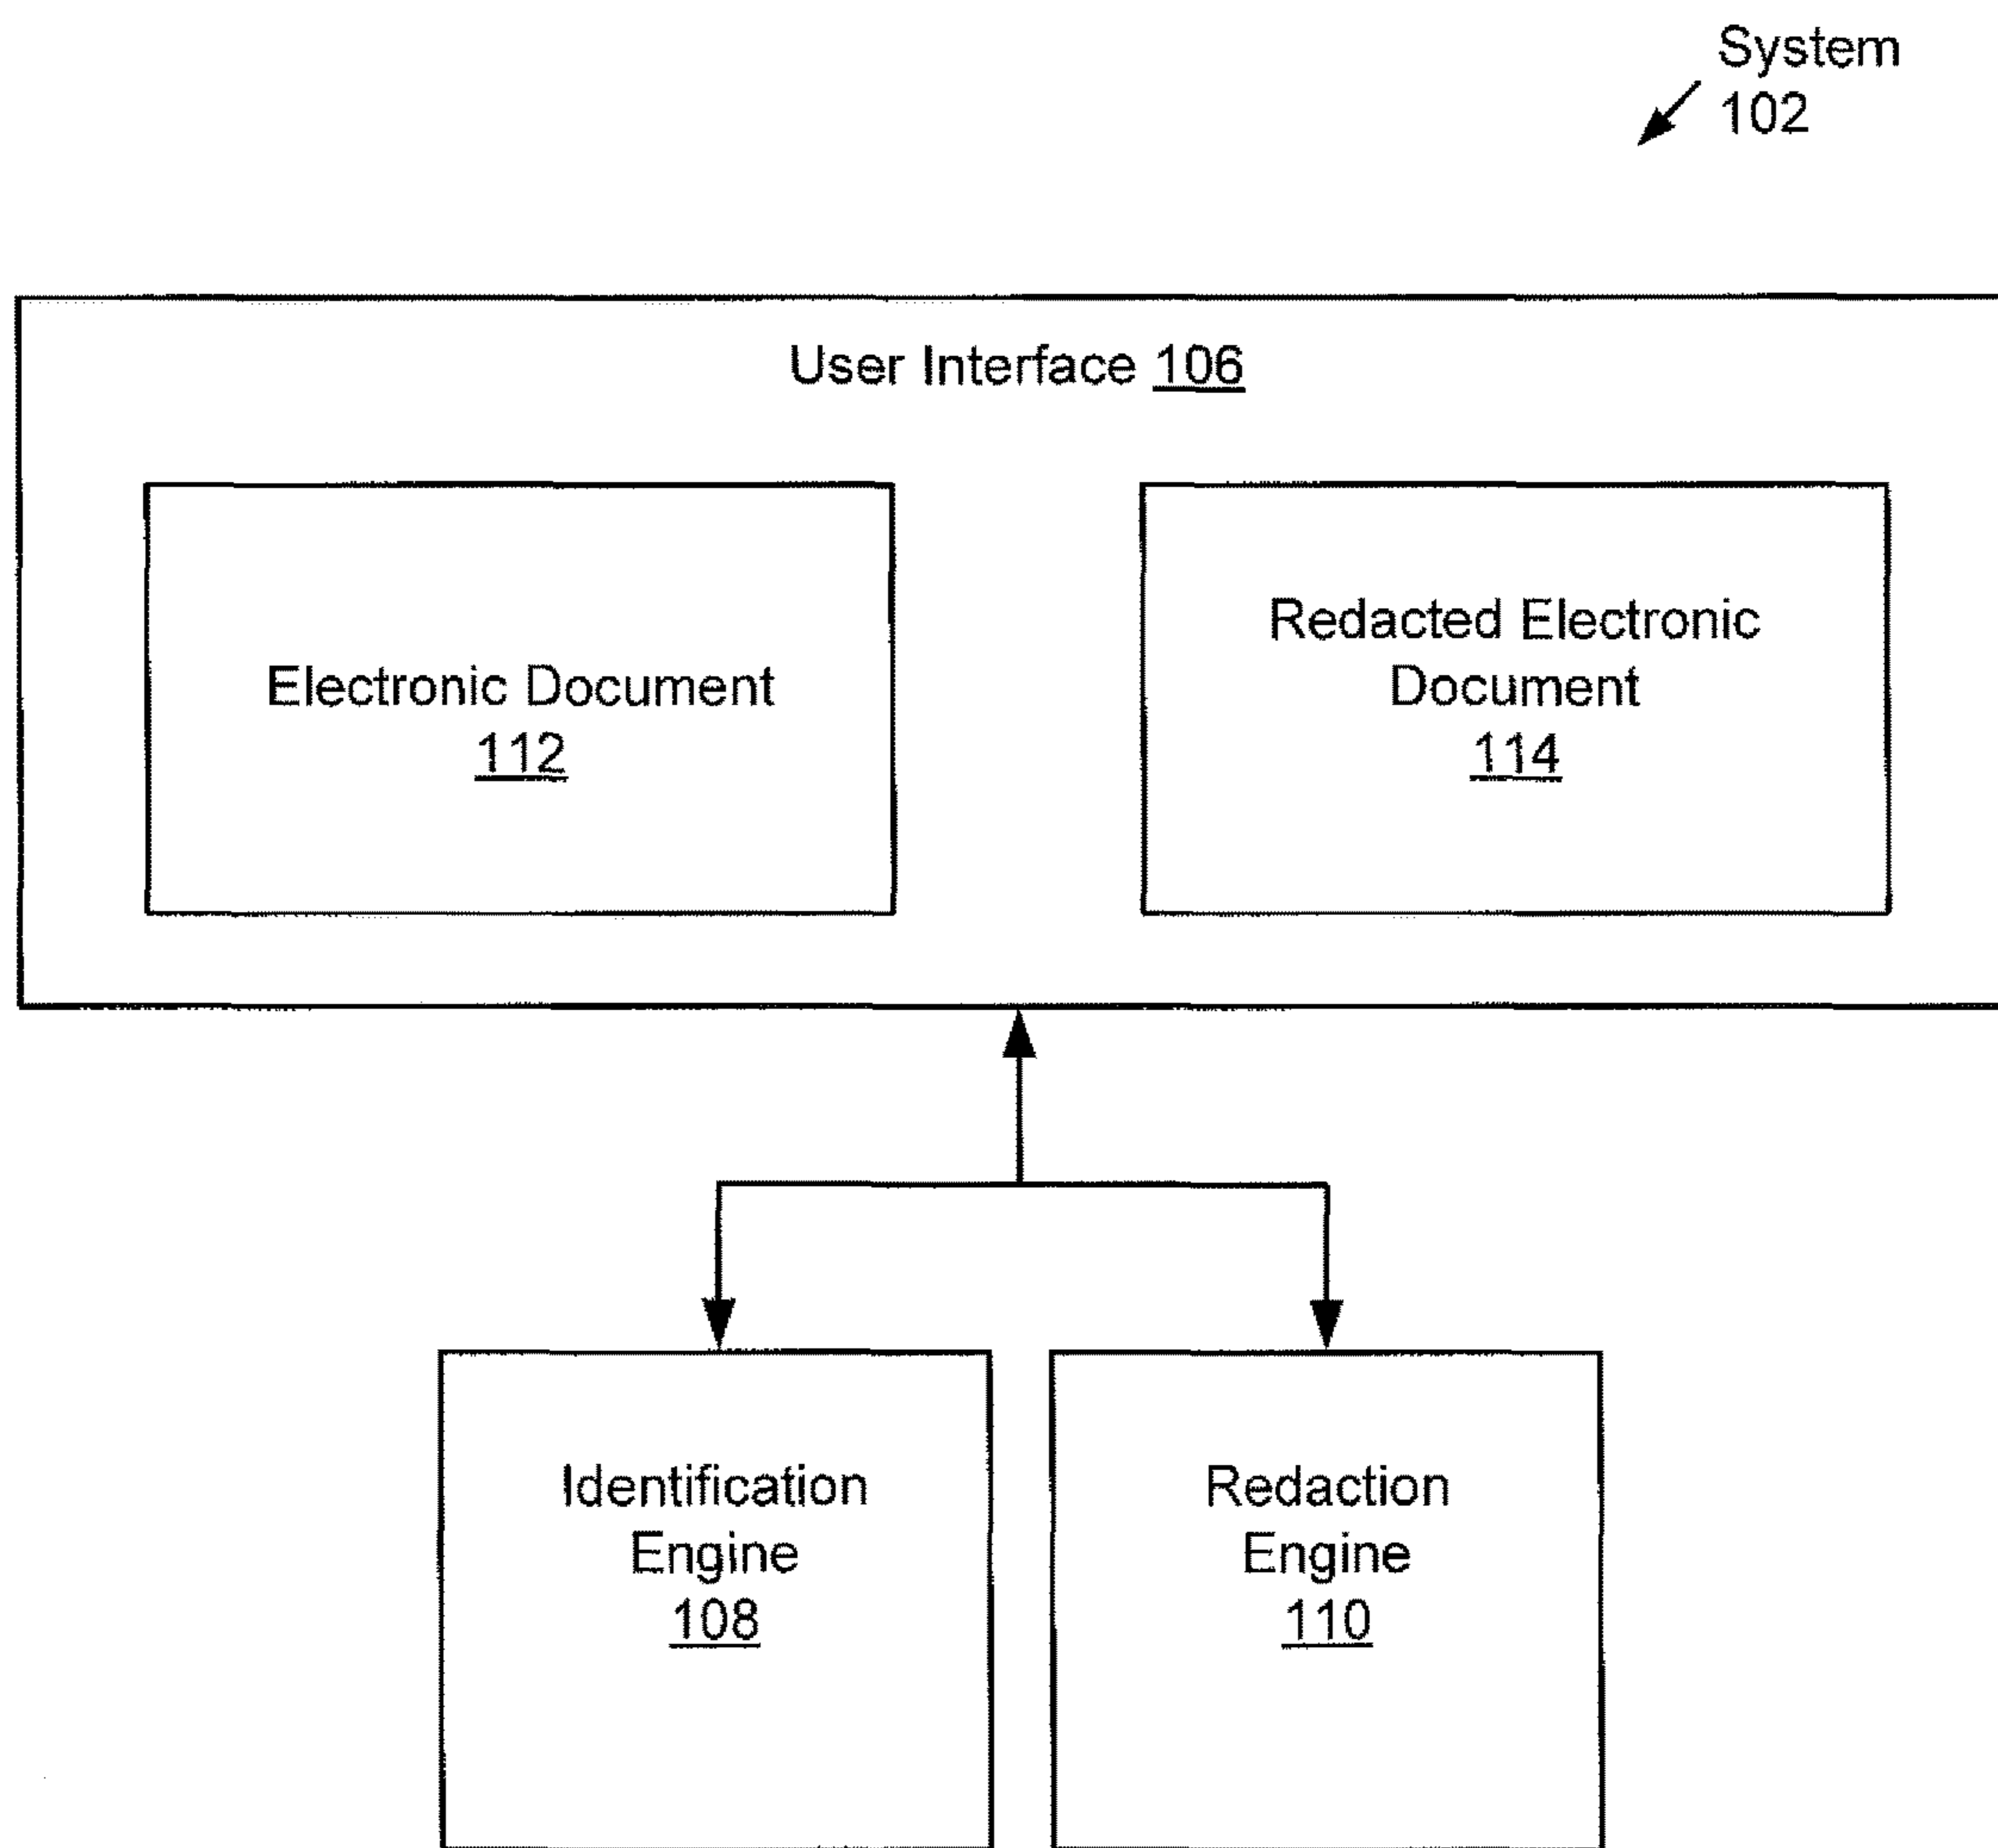 System
102
User Interface 106
Electronic Document
112
Redacted Electronic
Document
114
Identification
Engine
108
Redaction
Engine
110